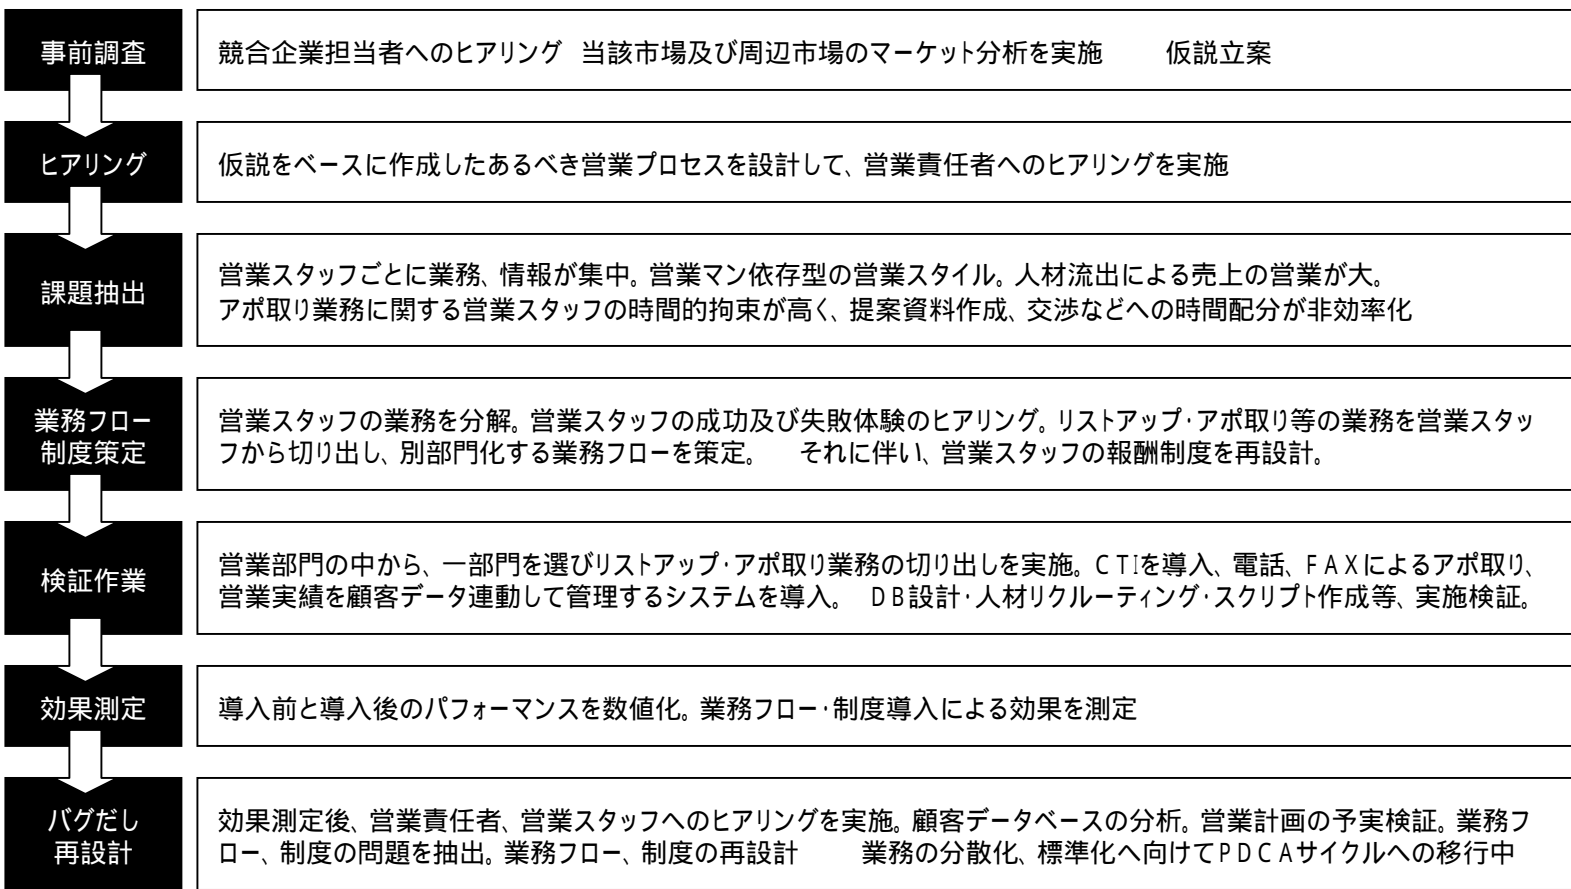 事前調査
競合企業担当者へのヒアリング 当該市場及び周辺市場のマーケット分析を実施　　仮説立案
ヒアリング
仮説をベースに作成したあるべき営業プロセスを設計して、営業責任者へのヒアリングを実施
課題抽出
営業スタッフごとに業務、情報が集中。営業マン依存型の営業スタイル。人材流出による売上の営業が大。
アポ取り業務に関する営業スタッフの時間的拘束が高く、提案資料作成、交渉などへの時間配分が非効率化
業務フロー
制度策定
営業スタッフの業務を分解。営業スタッフの成功及び失敗体験のヒアリング。リストアップ・アポ取り等の業務を営業スタッ
フから切り出し、別部門化する業務フローを策定。　それに伴い、営業スタッフの報酬制度を再設計。
検証作業
営業部門の中から、一部門を選びリストアップ・アポ取り業務の切り出しを実施。CTIを導入、電話、FAXによるアポ取り、
営業実績を顧客データ連動して管理するシステムを導入。　DB設計・人材リクルーティング・スクリプト作成等、実施検証。
効果測定
導入前と導入後のパフォーマンスを数値化。業務フロー・制度導入による効果を測定
バグだし
再設計
効果測定後、営業責任者、営業スタッフへのヒアリングを実施。顧客データベースの分析。営業計画の予実検証。業務フ
ロー、制度の問題を抽出。業務フロー、制度の再設計　　業務の分散化、標準化へ向けてPDCAサイクルへの移行中